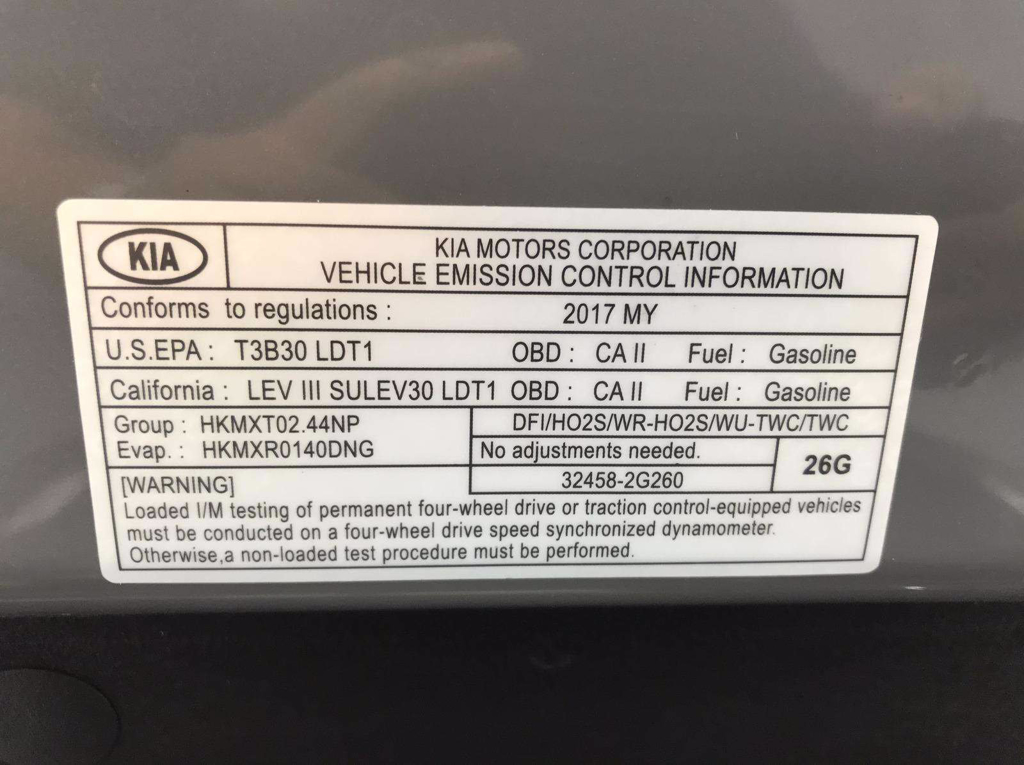 KIA
KIA MOTORS CORPORATION
VEHICLE EMISSION CONTROL INFORMATION
Conforms to regulations : 2017 MY
U.S.EPA : T3B30 LDT1 OBD : CA II Fuel : Gasoline
California : LEV III SULEV30 LDT1 OBD : CA II Fuel : Gasoline
Group : HKMXT02.44NP
Evap. : HKMXR0140DNG
DFI/HO2S/WR-HO2S/WU-TWC/TWC
No adjustments needed.
32458-2G260
26G
[WARNING]
Loaded I/M testing of permanent four-wheel drive or traction control-equipped vehicles
must be conducted on a four-wheel drive speed synchronized dynamometer.
Otherwise,a non-loaded test procedure must be performed.